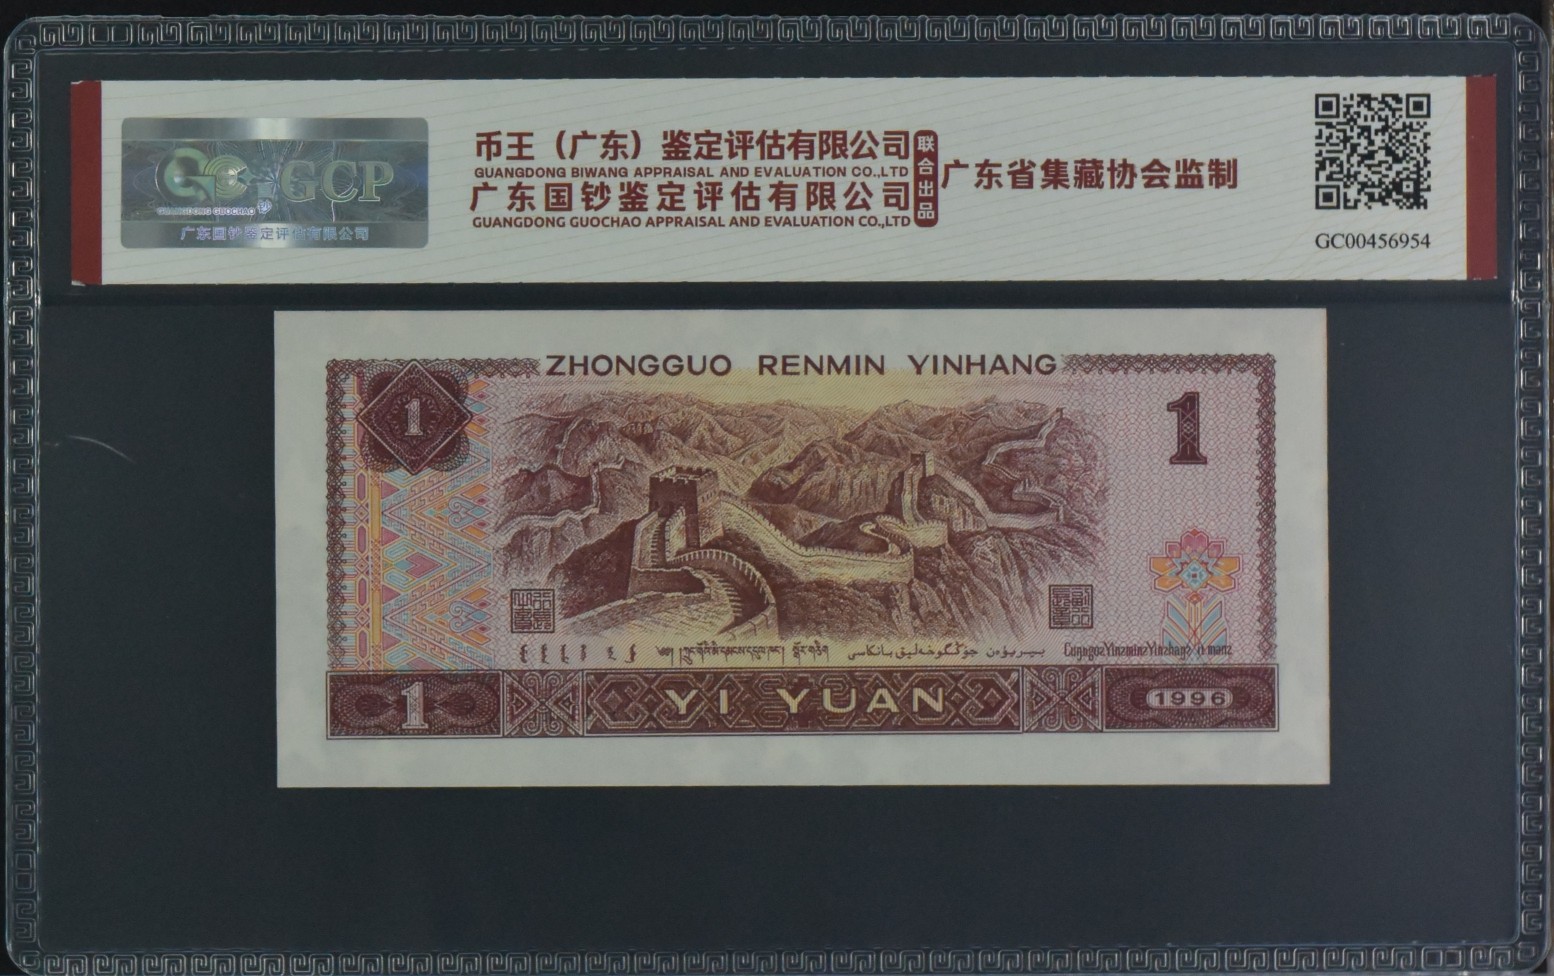 GCP
GUANGDONG GUOCHAO 钞
广东国钞鉴定评估有限公司
币王（广东）鉴定评估有限公司
GUANGDONG BIWANG APPRAISAL AND EVALUATION CO.,LTD
广东国钞鉴定评估有限公司
GUANGDONG GUOCHAO APPRAISAL AND EVALUATION CO.,LTD
联合出品
广东省集藏协会监制
GC00456954
ZHONGGUO RENMIN YINHANG
1
1
1
YI YUAN
1996